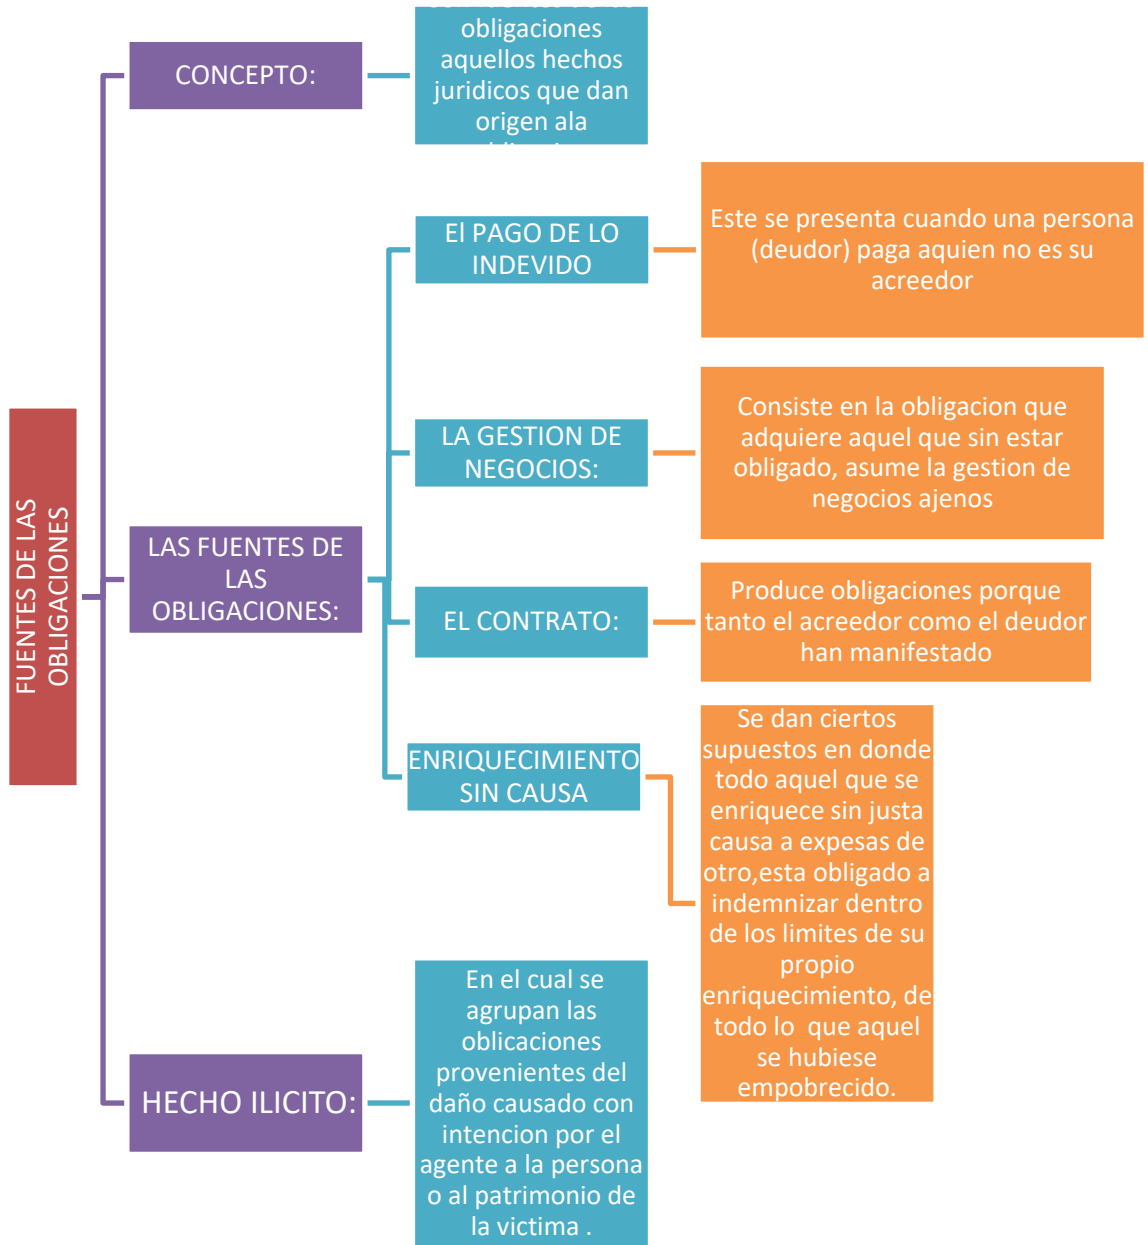 FUENTES DE LAS
OBLIGACIONES
CONCEPTO:
obligaciones
aquellos hechos
juridicos que dan
origen ala
El PAGO DE LO
INDEVIDO
Este se presenta cuando una persona
(deudor) paga aquien no es su
acreedor
LA GESTION DE
NEGOCIOS:
Consiste en la obligacion que
adquiere aquel que sin estar
obligado, asume la gestion de
negocios ajenos
LAS FUENTES DE
LAS
OBLIGACIONES:
EL CONTRATO:
Produce obligaciones porque
tanto el acreedor como el deudor
han manifestado
ENRIQUECIMIENTO
SIN CAUSA
Se dan ciertos
supuestos en donde
todo aquel que se
enriquece sin justa
causa a expesas de
otro,esta obligado a
indemnizar dentro
de los limites de su
propio
enriquecimiento, de
todo lo  que aquel
se hubiese
empobrecido.
HECHO ILICITO:
En el cual se
agrupan las
oblicaciones
provenientes del
daño causado con
intencion por el
agente a la persona
o al patrimonio de
la victima .